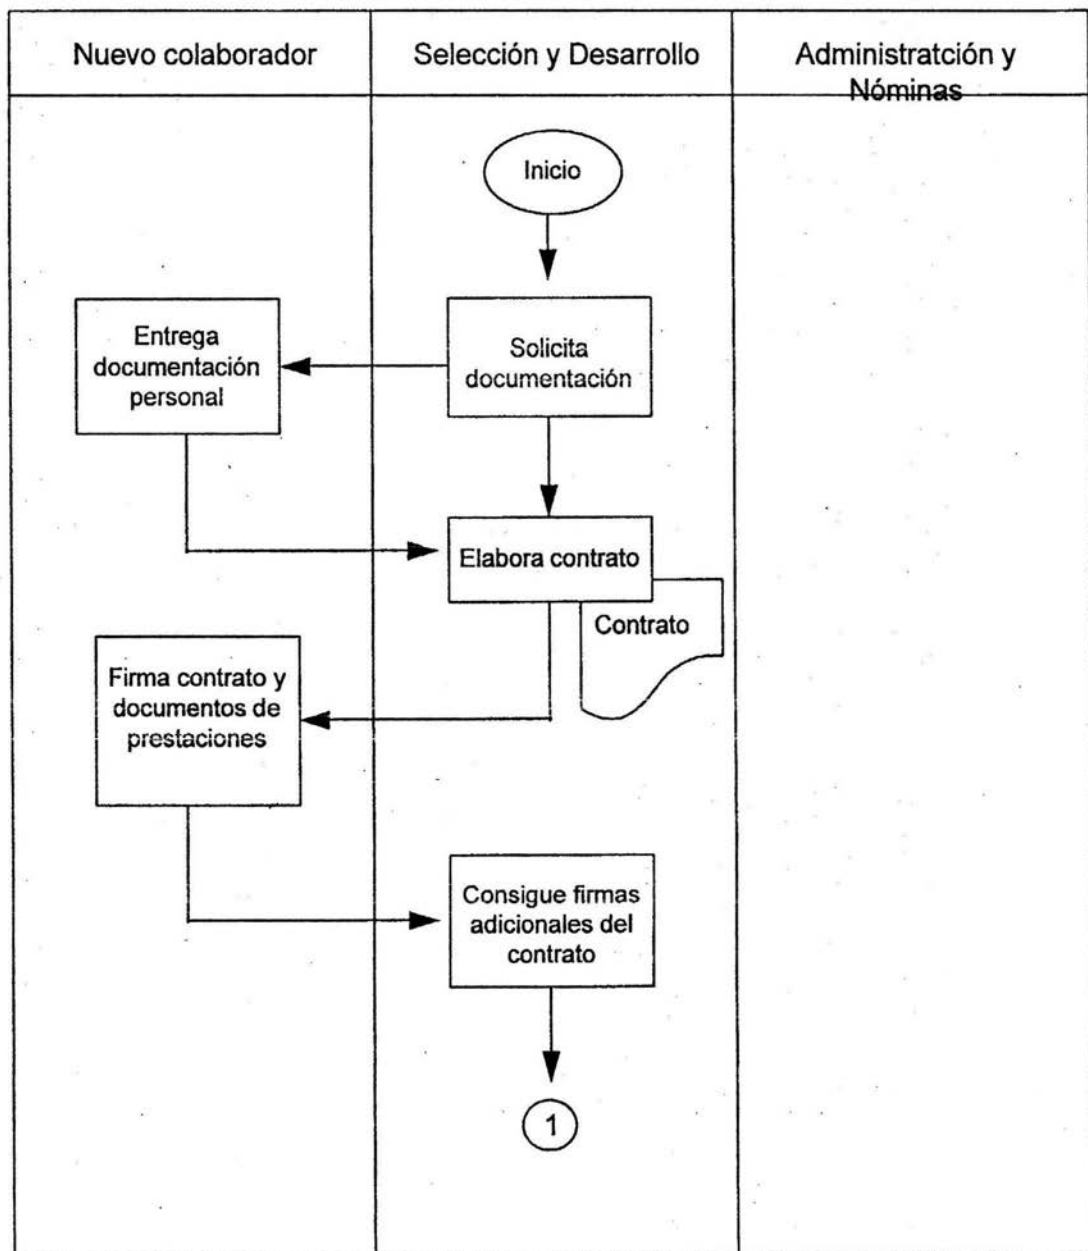 Nuevo colaborador
Selección y Desarrollo
Administratción y
Nóminas
Inicio
Entrega
documentación
personal
Solicita
documentación
Elabora contrato
Contrato
Firma contrato y
documentos de
prestaciones
Consigue firmas
adicionales del
contrato
1